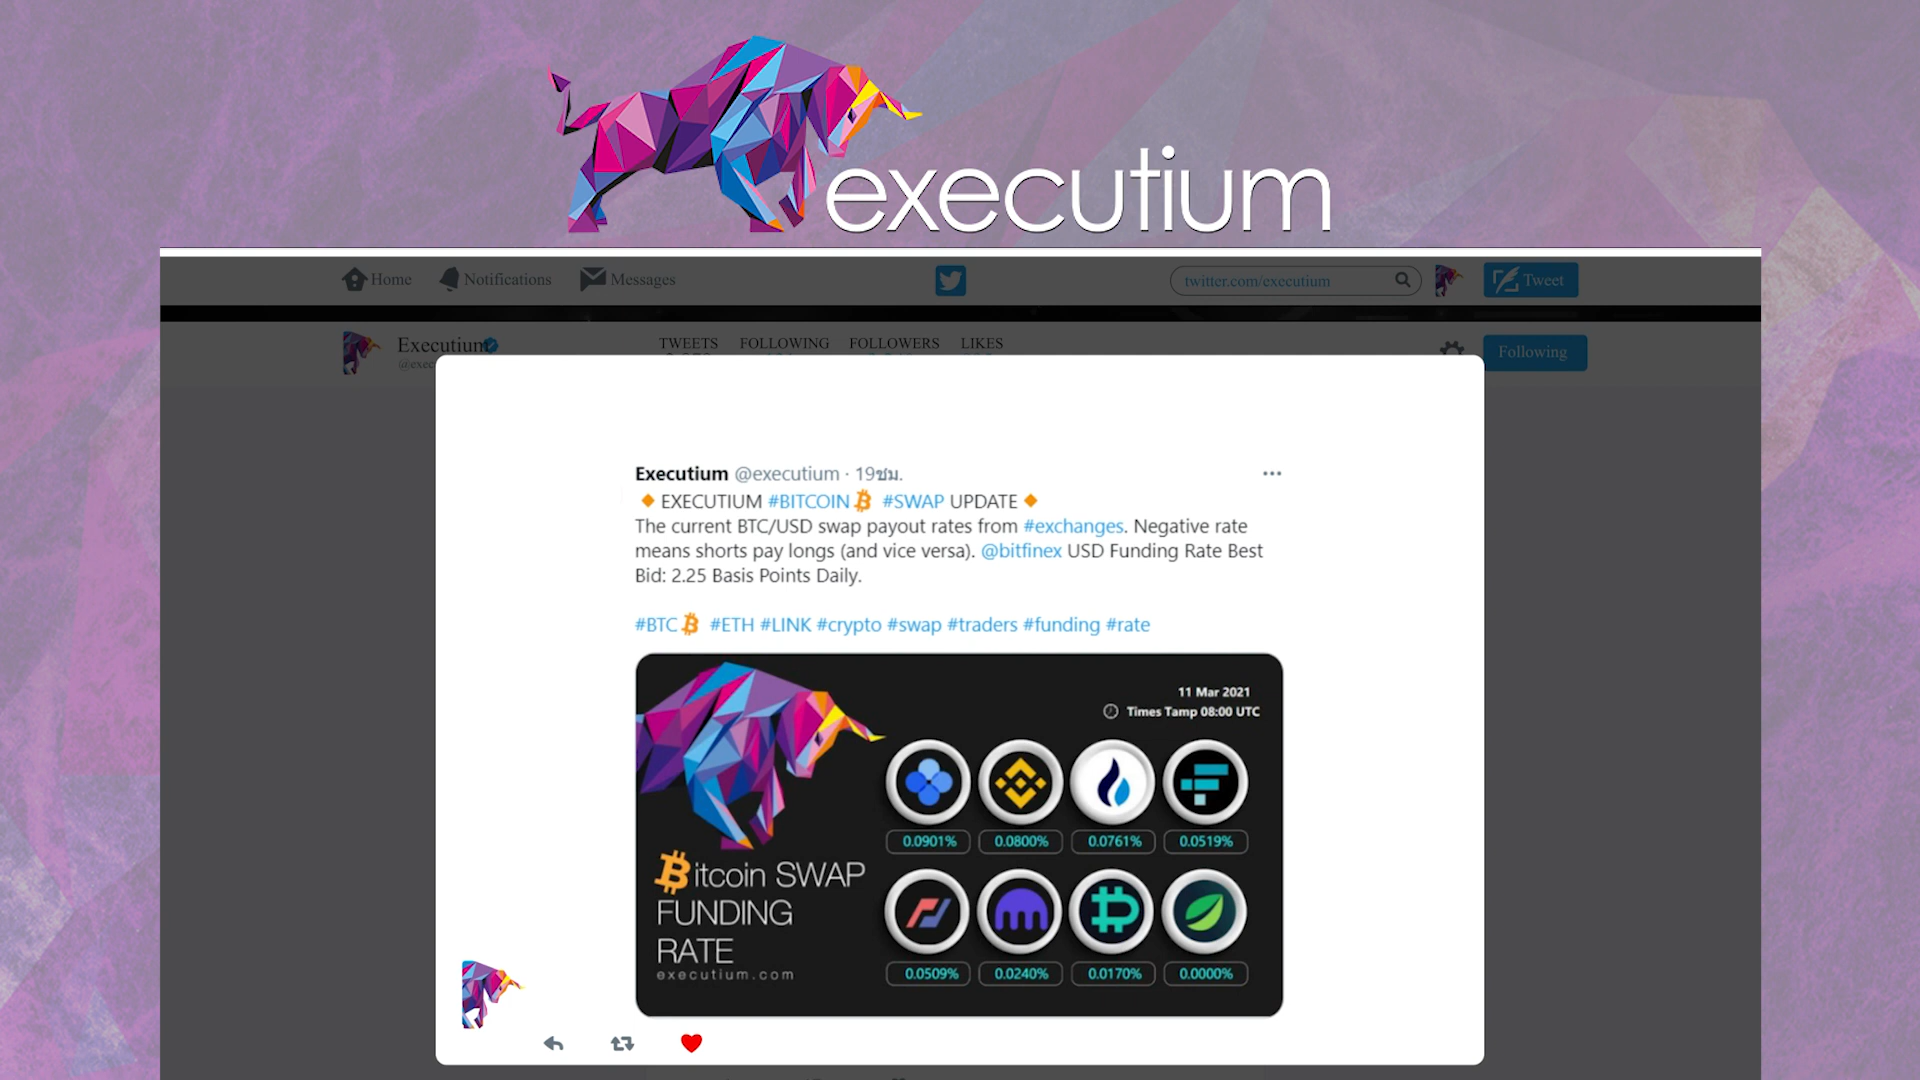 executium
Home Notifications Messages twitter.com/executium Tweet
Executium TWEETS FOLLOWING FOLLOWERS LIKES Following
Executium @executium · 19ชม.
EXECUTIUM #BITCOIN #SWAP UPDATE
The current BTC/USD swap payout rates from #exchanges. Negative rate
means shorts pay longs (and vice versa). @bitfinex USD Funding Rate Best
Bid: 2.25 Basis Points Daily.
#BTC #ETH #LINK #crypto #swap #traders #funding #rate
11 Mar 2021
Times Tamp 08:00 UTC
0.0901% 0.0800% 0.0761% 0.0519%
Bitcoin SWAP
FUNDING
RATE
executium.com
0.0509% 0.0240% 0.0170% 0.0000%